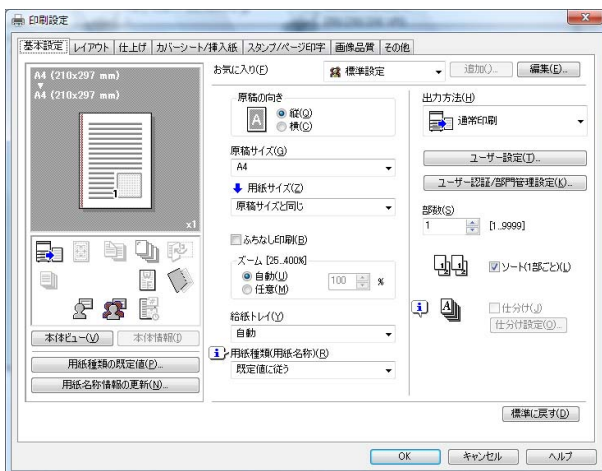 印刷設定
基本設定 レイアウト 仕上げ カバーシート/挿入紙 スタンプ/ページ印字 画像品質 その他
A4 (210x297 mm)
A4 (210x297 mm)
1
x1
本体ビュー(V)... 本体情報(I)
用紙種類の既定値(P)...
用紙名称情報の更新(N)...
お気に入り(F) 標準設定 追加()... 編集(E)...
原稿の向き
A
縦(Q)
横(C)
原稿サイズ(G)
A4
用紙サイズ(Z)
原稿サイズと同じ
ふちなし印刷(B)
ズーム [25..400%]
自動(U)
任意(M)
100 %
給紙トレイ(Y)
自動
用紙種類(用紙名称)(R)
既定値に従う
出力方法(H)
通常印刷
ユーザー設定(T)...
ユーザー認証/部門管理設定(K)...
部数(S)
1 [1..9999]
ソート(1部ごと)(L)
仕分け(J)
仕分け設定(O)...
標準に戻す(D)
OK キャンセル ヘルプ